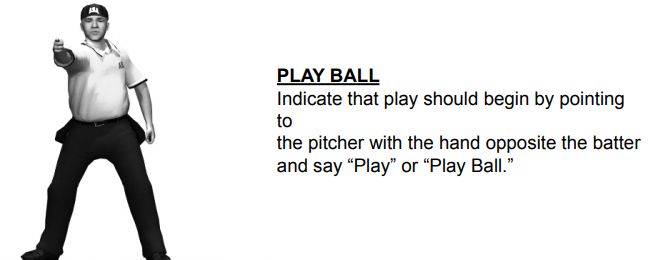 PLAY BALL
Indicate that play should begin by pointing
to
the pitcher with the hand opposite the batter
and say “Play” or “Play Ball.”